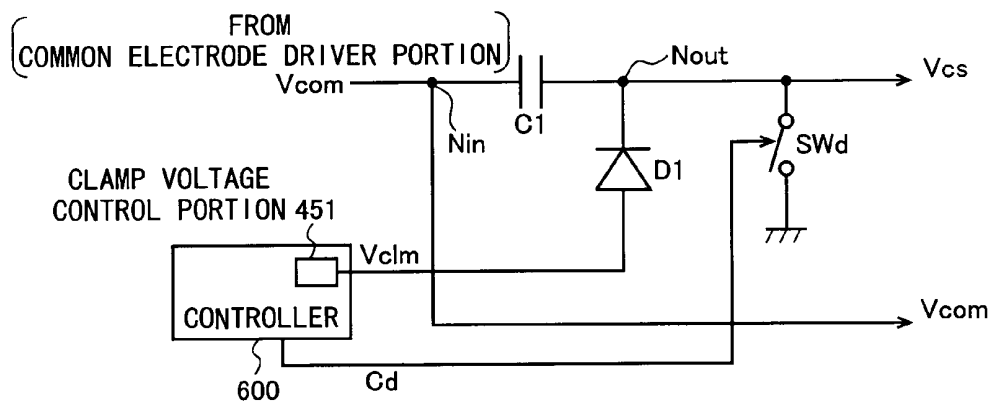 FROM
COMMON ELECTRODE DRIVER PORTION
Vcom
Nout
Vcs
C1
Nin
SWd
D1
CLAMP VOLTAGE
CONTROL PORTION 451
Vclm
CONTROLLER
Vcom
600
Cd